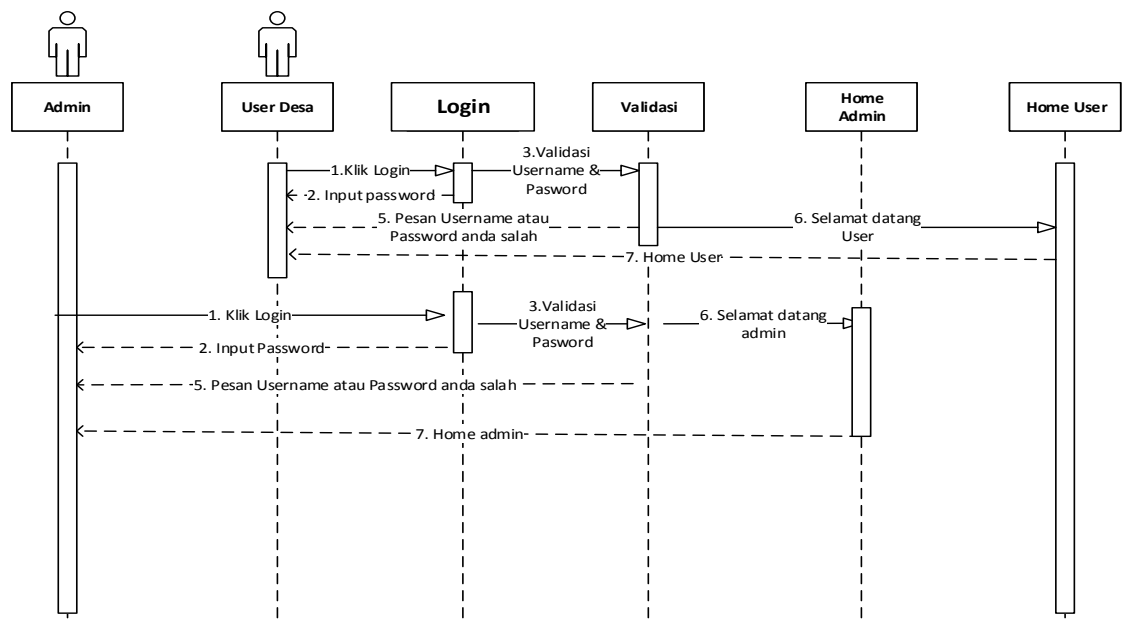 Admin
User Desa
Login
Validasi
Home
Admin
Home User
1.Klik Login
3.Validasi
Username &
Pasword
2. Input password
5. Pesan Username atau
Password anda salah
6. Selamat datang
User
7. Home User
1. Klik Login
3.Validasi
Username &
Pasword
6. Selamat datang
admin
2. Input Password
5. Pesan Username atau Password anda salah
7. Home admin